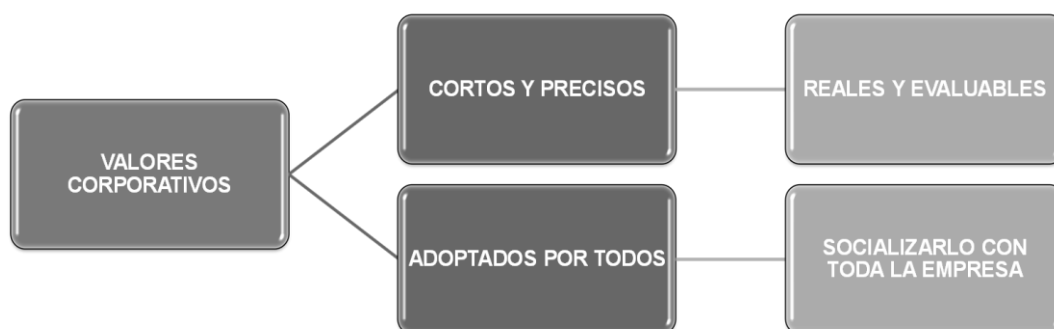 VALORES
CORPORATIVOS
CORTOS Y PRECISOS
REALES Y EVALUABLES
ADOPTADOS POR TODOS
SOCIALIZARLO CON
TODA LA EMPRESA